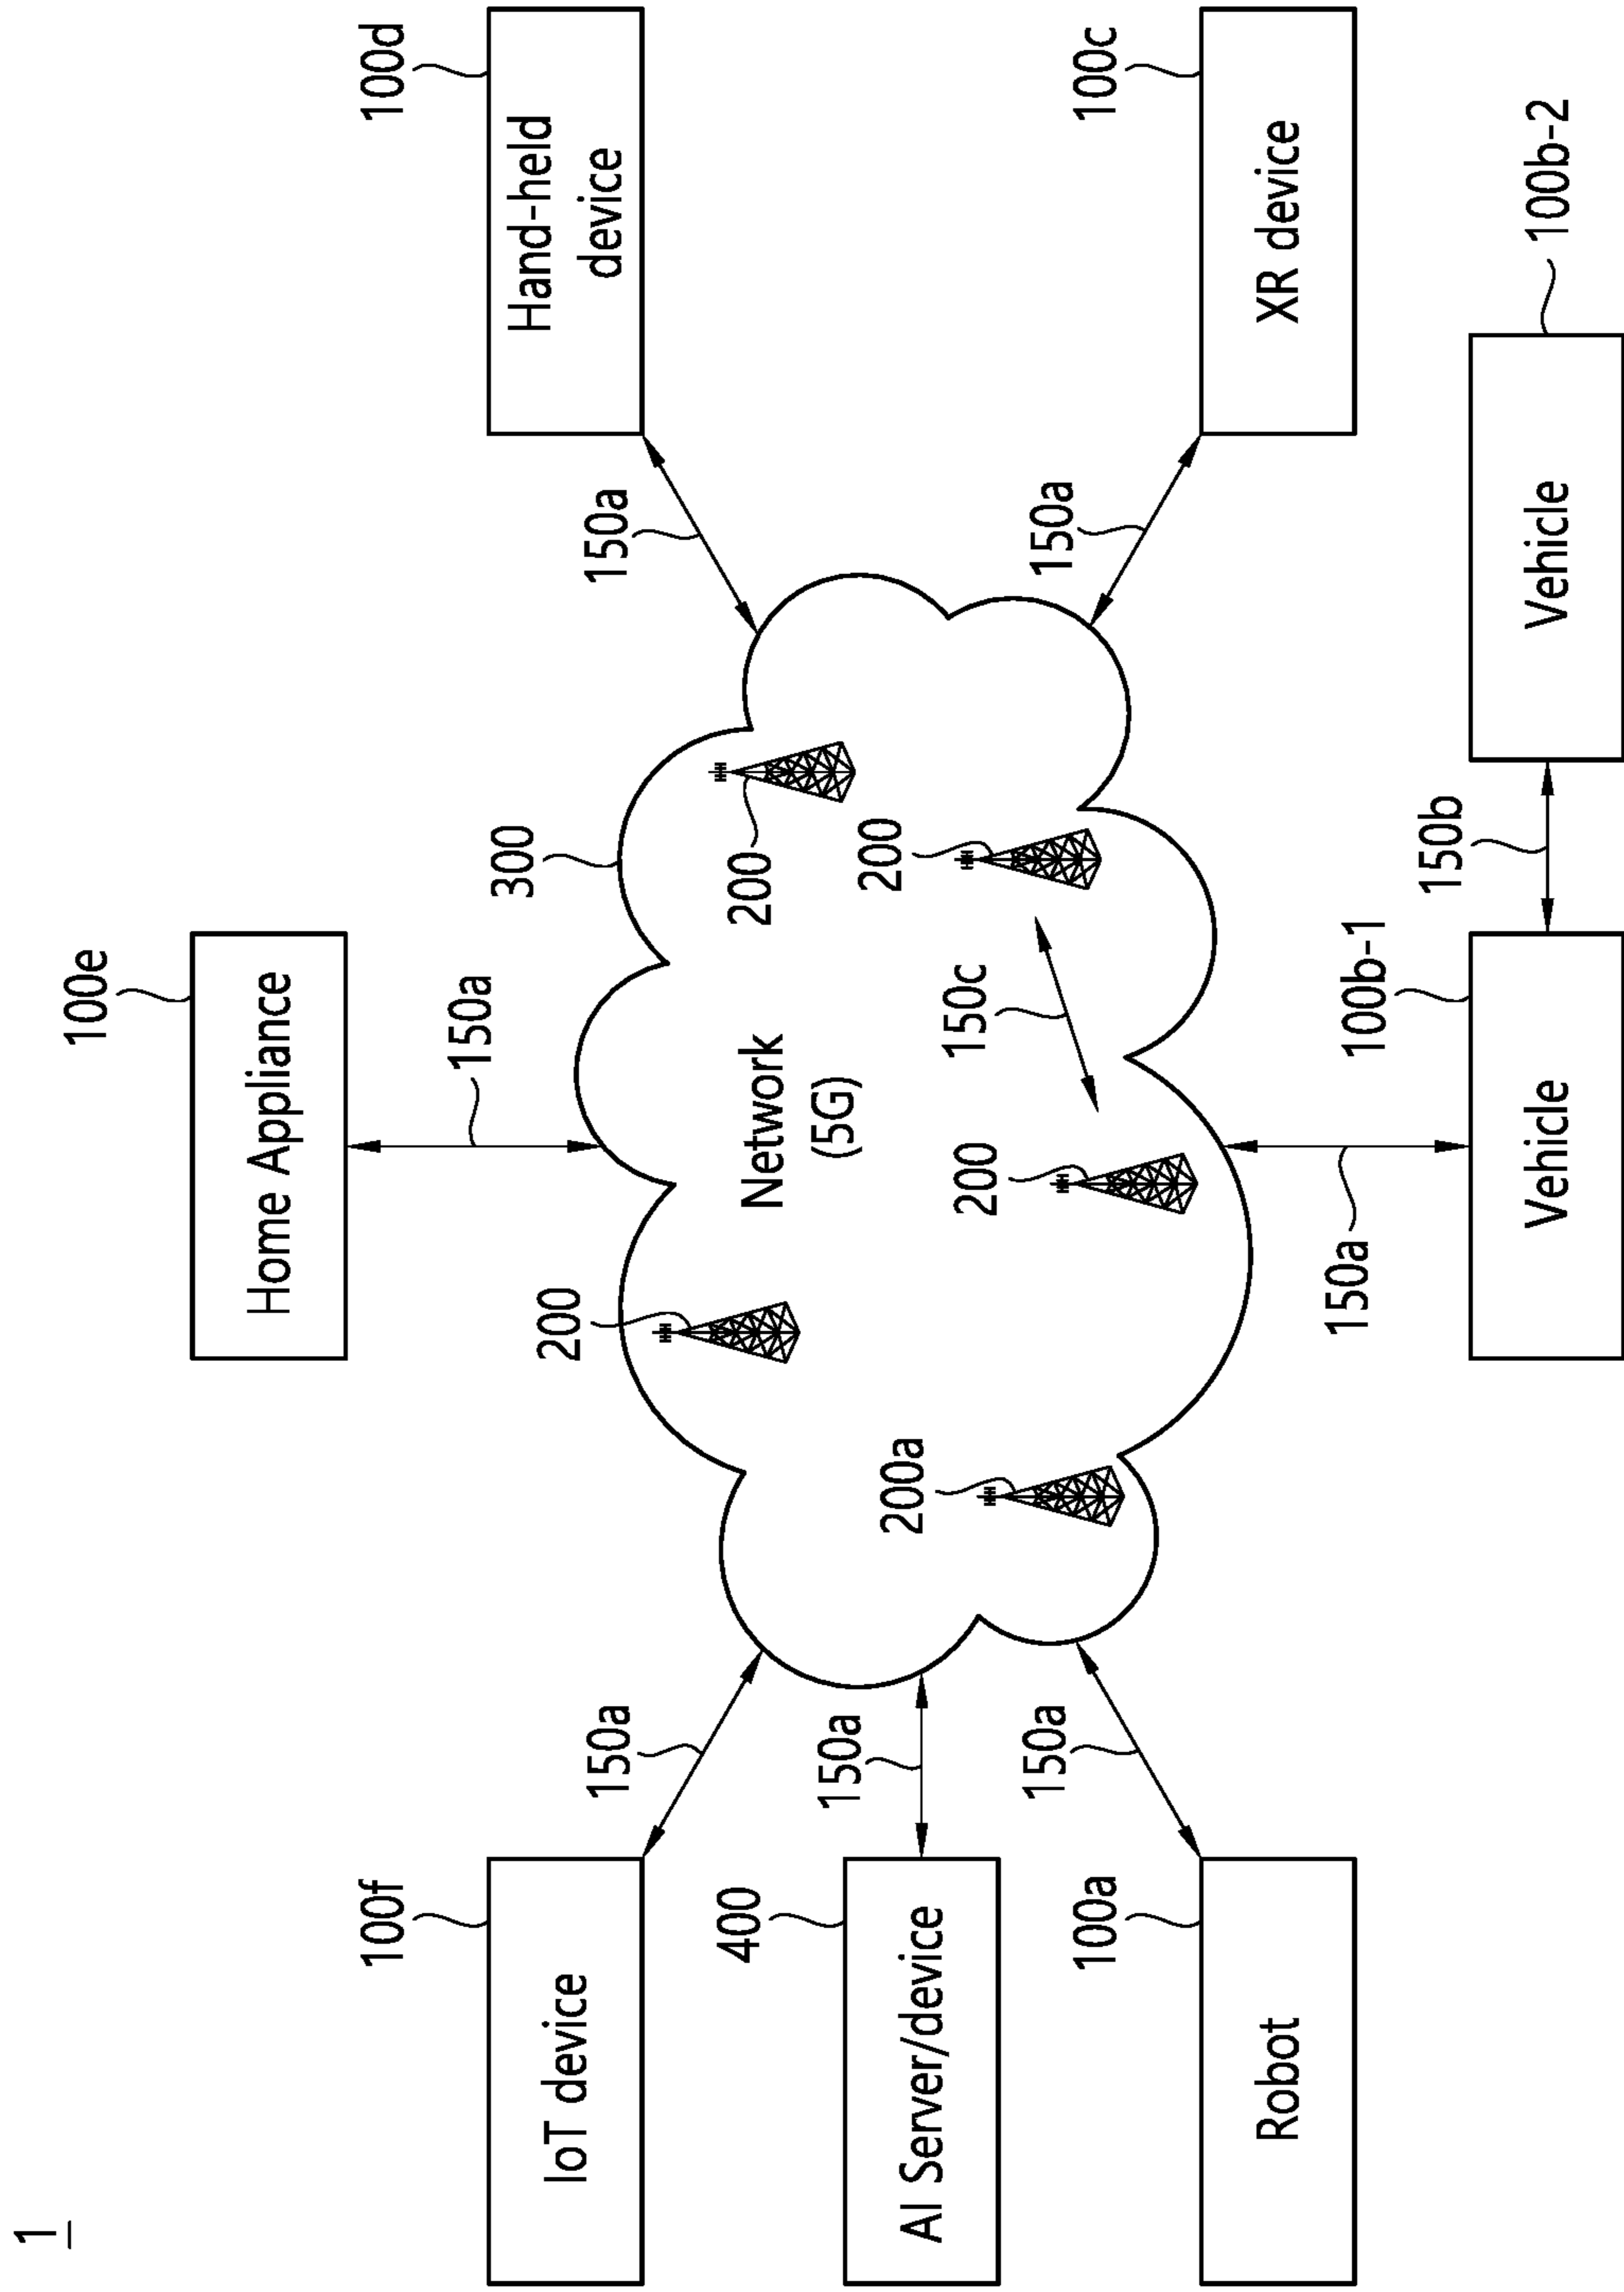 1
100e
Home Appliance
150a
100f
IoT device
150a
300
100d
Hand-held
device
150a
200
Network
(5G)
200
400
AI Server/device
150a
200a
200
150c
200
100a
Robot
150a
100c
XR device
150a
150a
100b-1
Vehicle
150b
100b-2
Vehicle